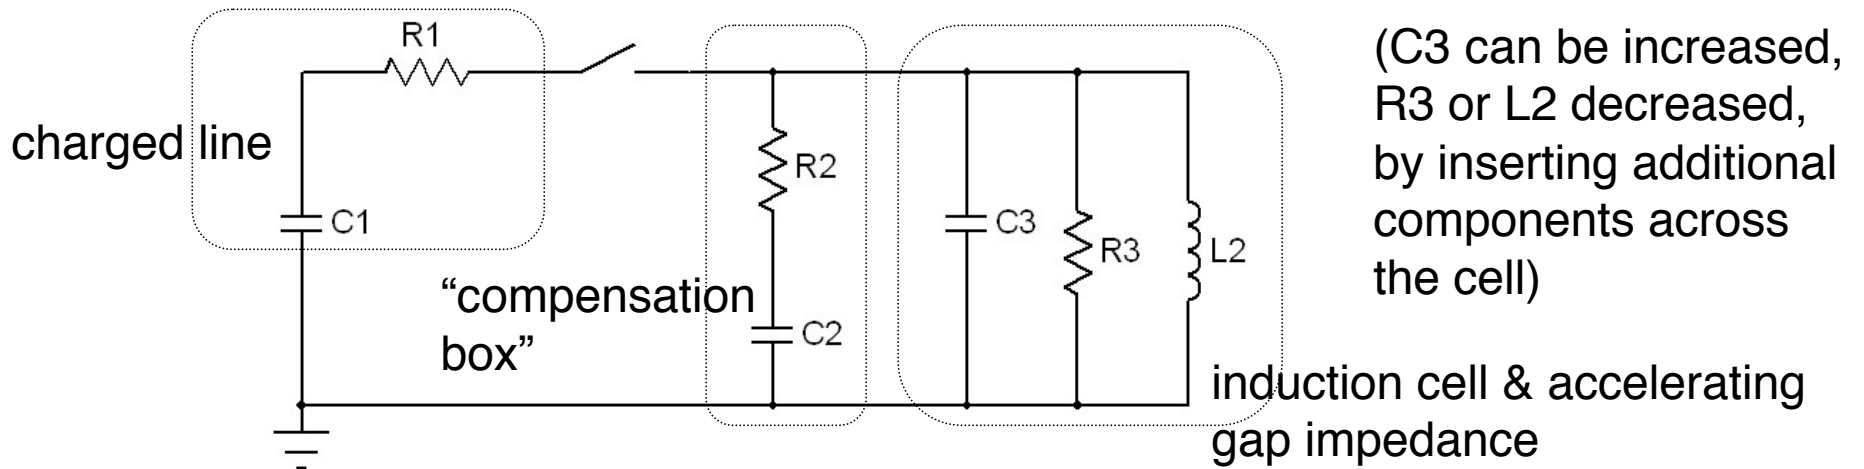 R1
charged line
C1
"compensation
box"
R2
C2
C3
R3
L2
(C3 can be increased,
R3 or L2 decreased,
by inserting additional
components across
the cell)
induction cell & accelerating
gap impedance